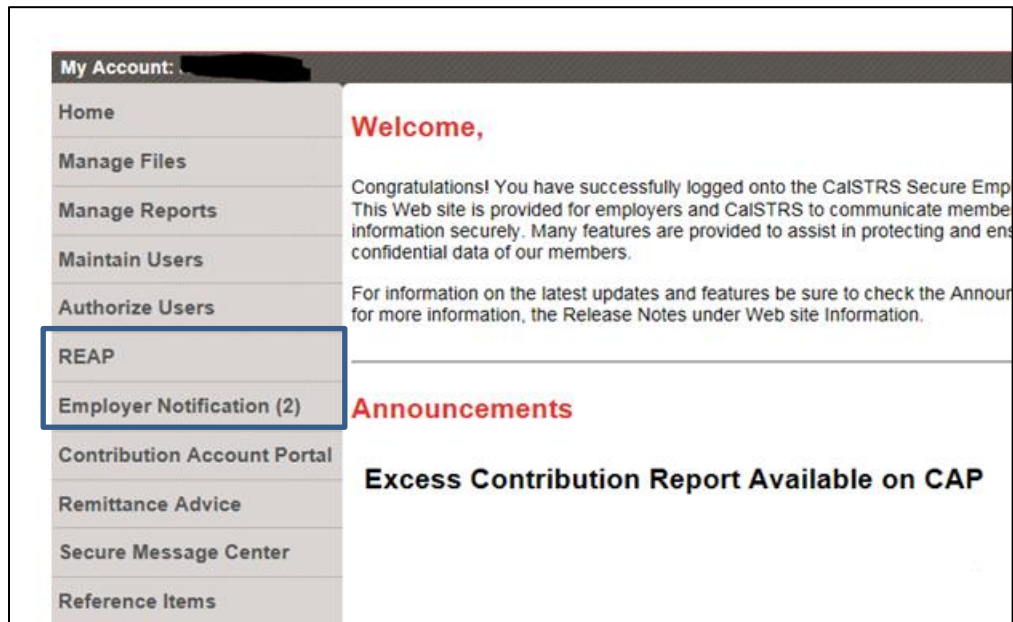 My Account:
Home
Manage Files
Manage Reports
Maintain Users
Authorize Users
REAP
Employer Notification (2)
Contribution Account Portal
Remittance Advice
Secure Message Center
Reference Items
Welcome,
Congratulations! You have successfully logged onto the CalSTRS Secure Emp
This Web site is provided for employers and CalSTRS to communicate membe
information securely. Many features are provided to assist in protecting and ens
confidential data of our members.
For information on the latest updates and features be sure to check the Announ
for more information, the Release Notes under Web site Information.
Announcements
Excess Contribution Report Available on CAP